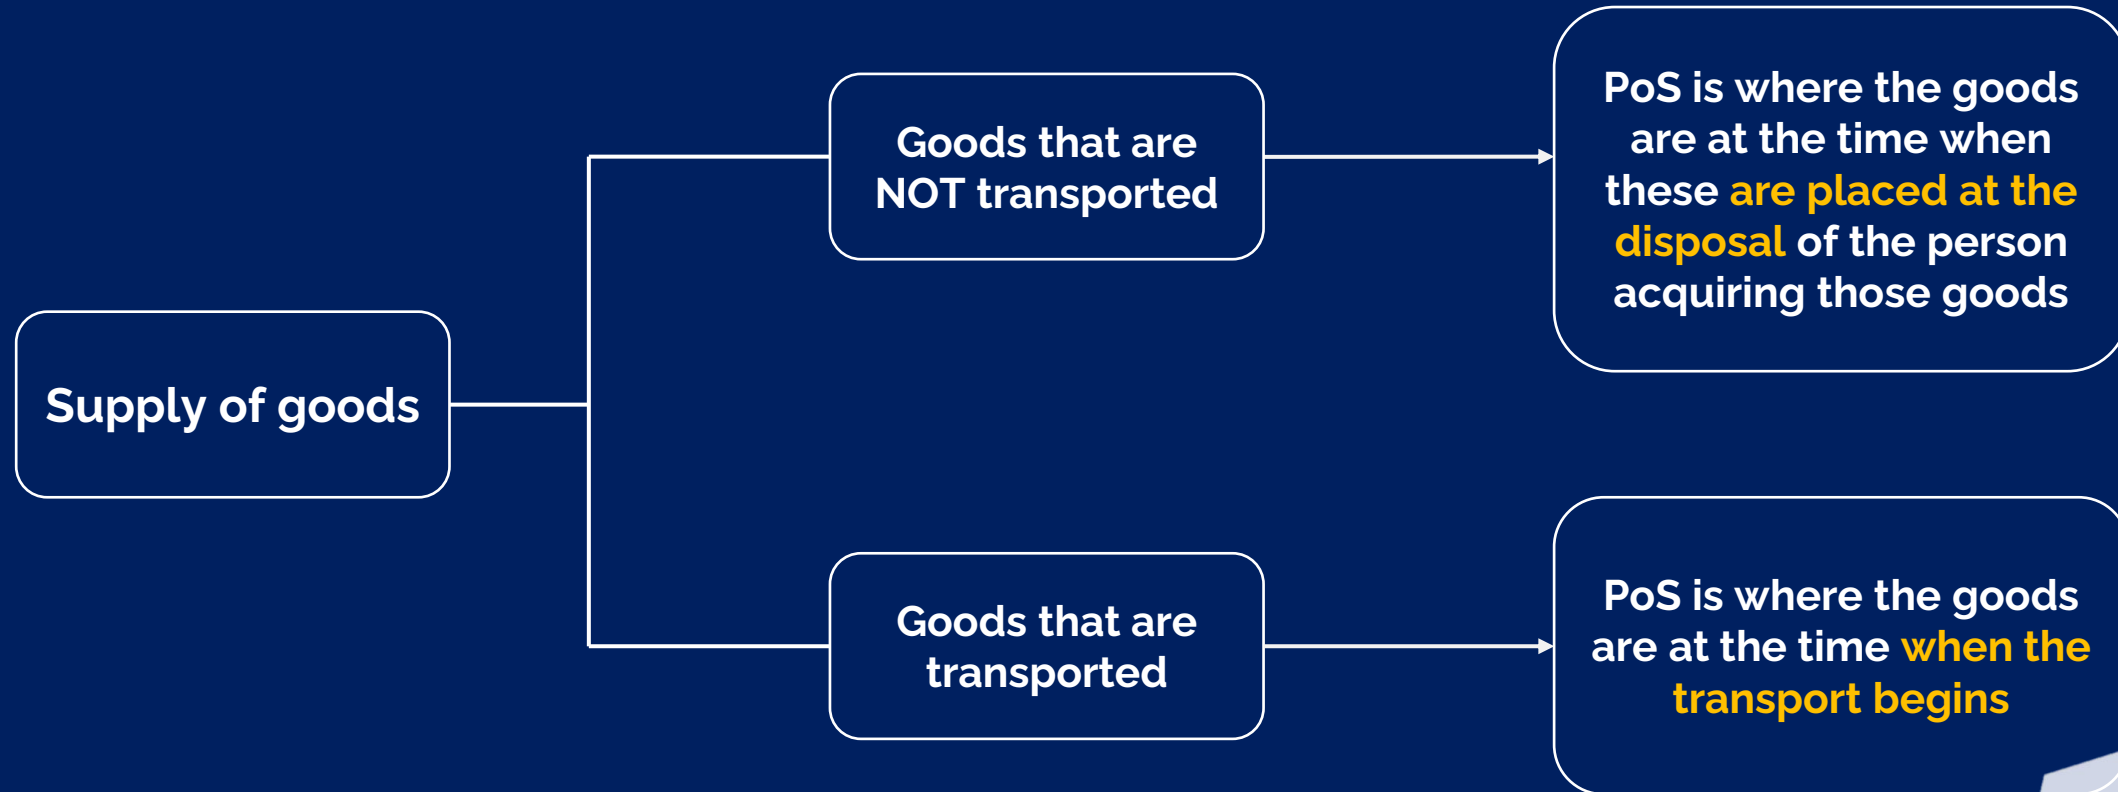 Supply of goods
Goods that are
NOT transported
PoS is where the goods
are at the time when
these are placed at the
disposal of the person
acquiring those goods
Goods that are
transported
PoS is where the goods
are at the time when the
transport begins